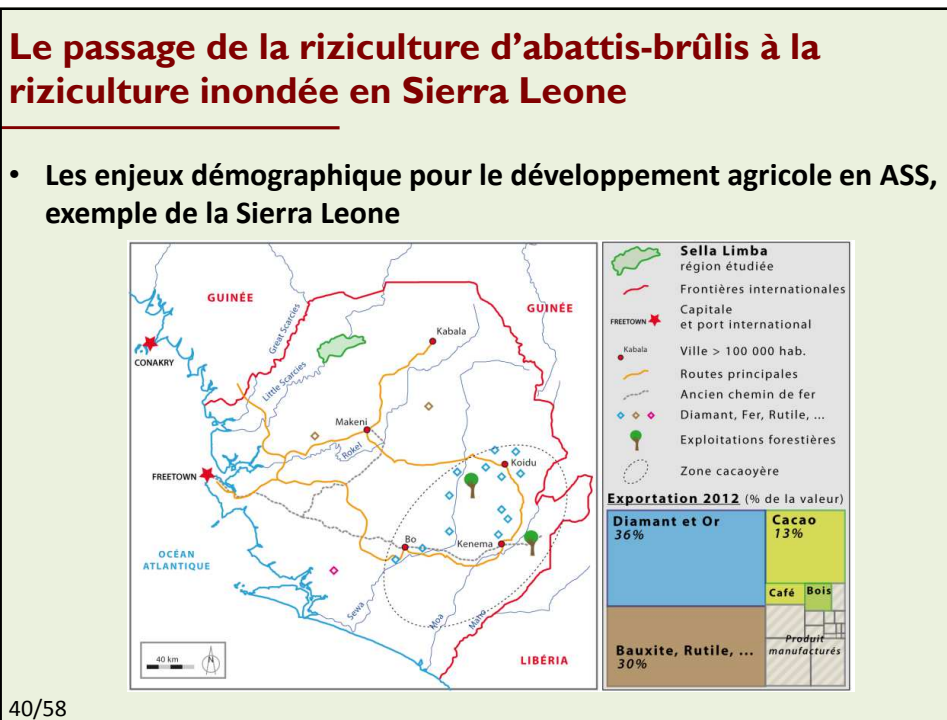 Le passage de la riziculture d'abattis-brûlis à la
riziculture inondée en Sierra Leone
• Les enjeux démographique pour le développement agricole en ASS,
exemple de la Sierra Leone
GUINÉE
GUINÉE
CONAKRY
Great Scarcies
Little Scarcies
Kabala
Makeni
Rokel
FREETOWN
Koidu
Bo
Kenema
OCÉAN
ATLANTIQUE
Sewa
Moa
Mano
LIBÉRIA
40 km
N
Sella Limba
région étudiée
Frontières internationales
FREETOWN
Capitale
et port international
Kabala
Ville > 100 000 hab.
Routes principales
Ancien chemin de fer
Diamant, Fer, Rutile, ...
Exploitations forestières
Zone cacaoyère
Exportation 2012 (% de la valeur)
Diamant et Or
36%
Cacao
13%
Café
Bois
Bauxite, Rutile, ...
30%
Produit
manufacturés
40/58